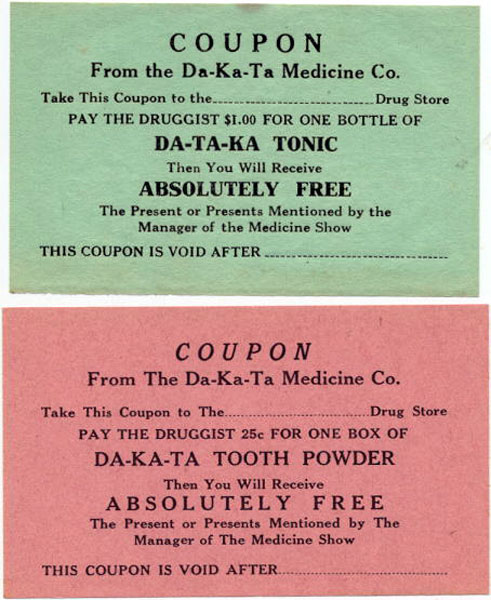 COUPON
From the Da-Ka-Ta Medicine Co.
Take This Coupon to the Drug Store
PAY THE DRUGGIST $1.00 FOR ONE BOTTLE OF
DA-TA-KA TONIC
Then You Will Receive
ABSOLUTELY FREE
The Present or Presents Mentioned by the
Manager of the Medicine Show
THIS COUPON IS VOID AFTER
COUPON
From The Da-Ka-Ta Medicine Co.
Take This Coupon to The Drug Store
PAY THE DRUGGIST 25c FOR ONE BOX OF
DA-KA-TA TOOTH POWDER
Then You Will Receive
ABSOLUTELY FREE
The Present or Presents Mentioned by The
Manager of The Medicine Show
THIS COUPON IS VOID AFTER